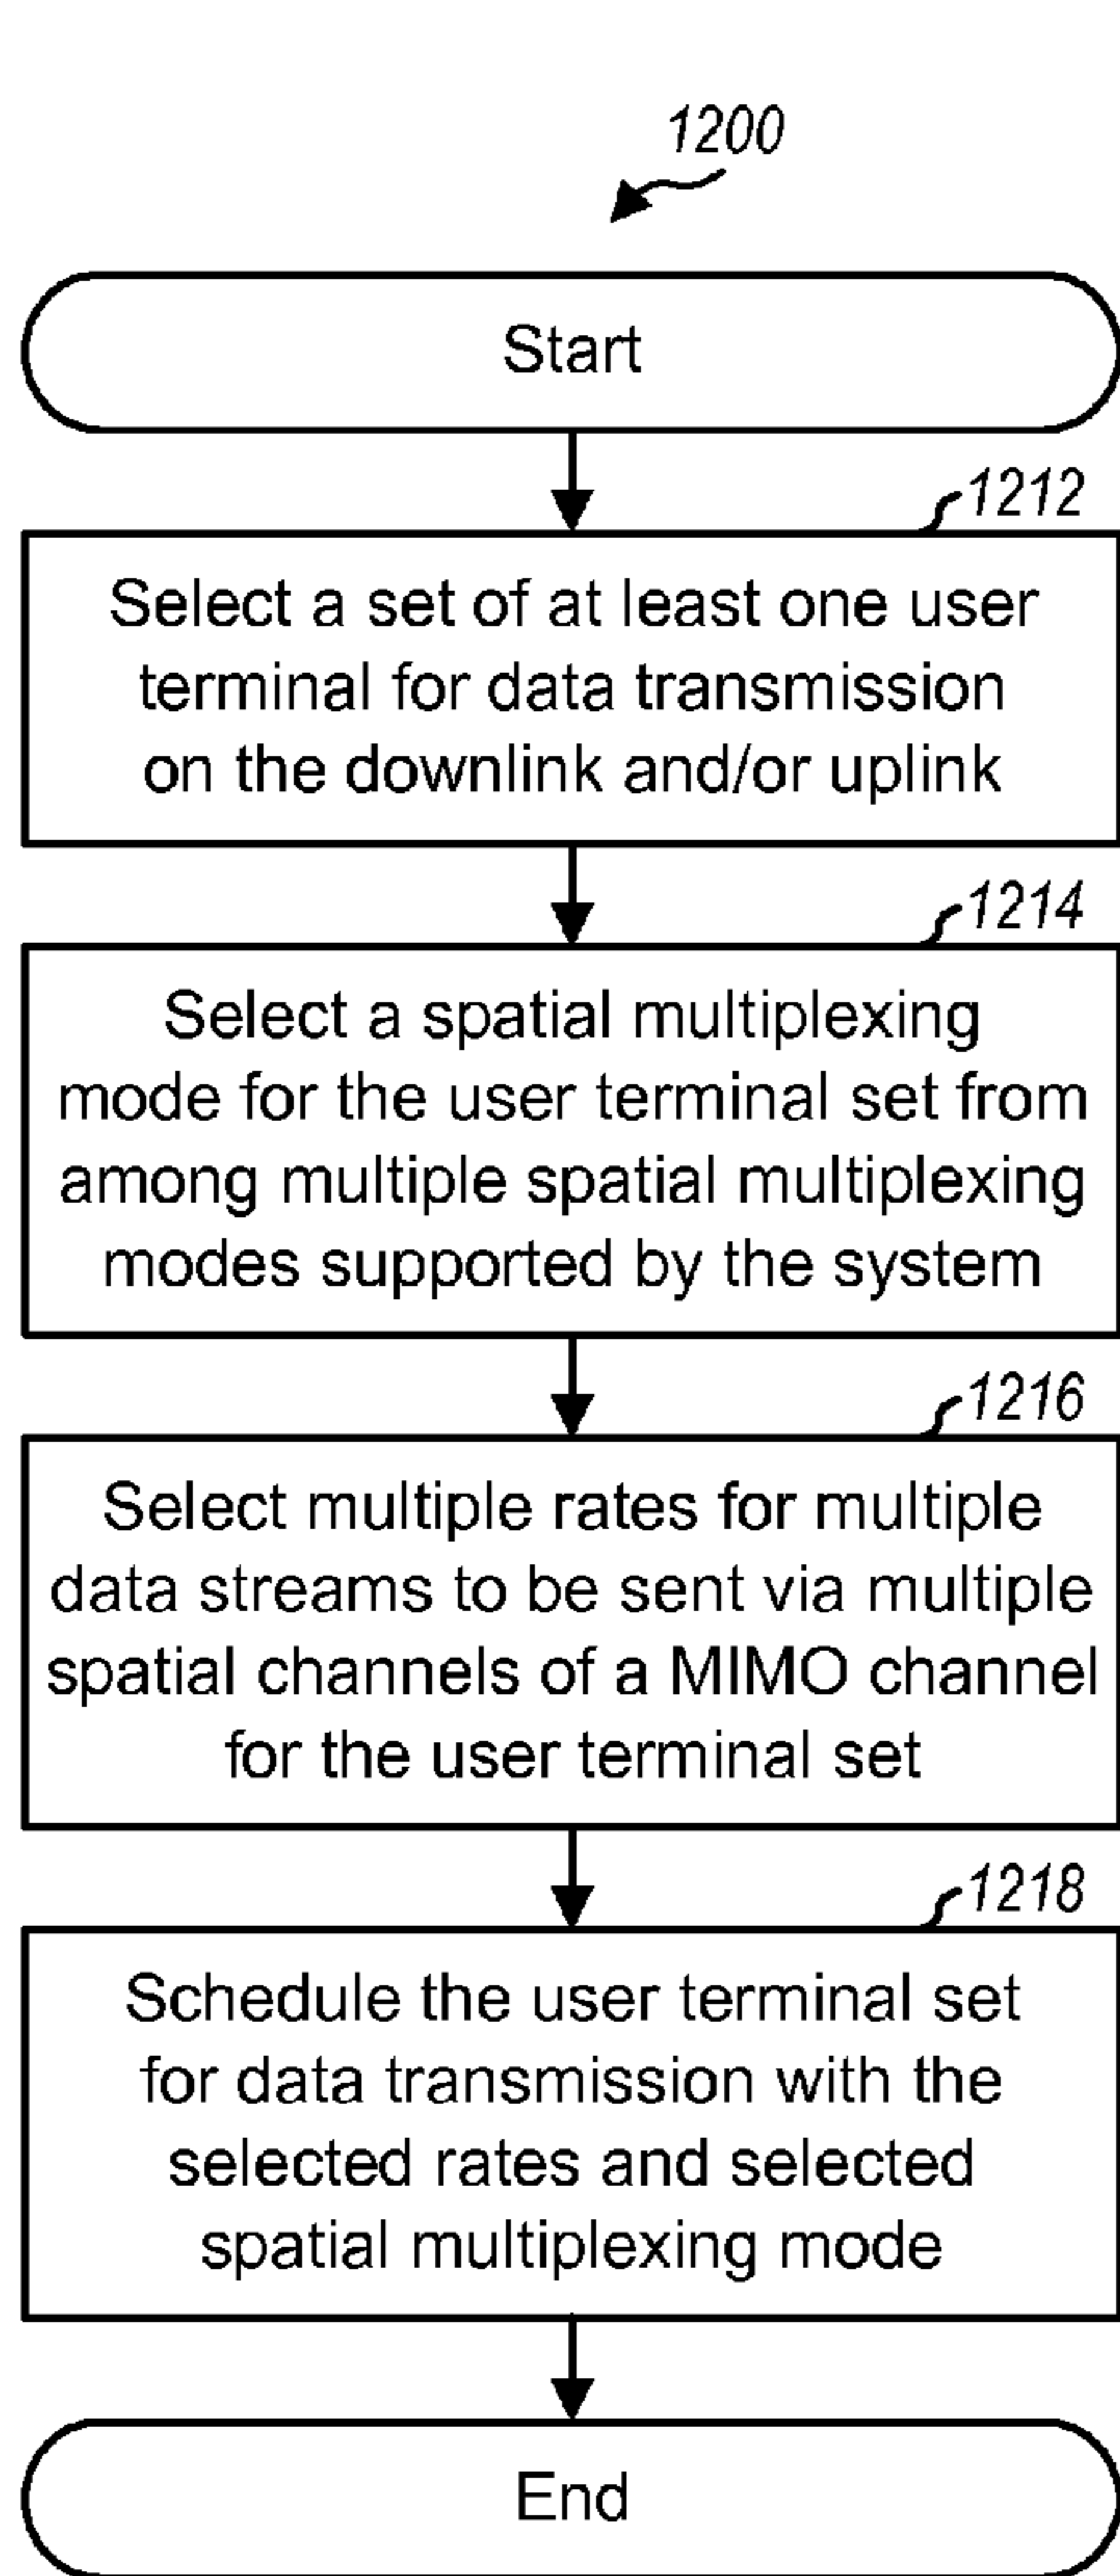 1200
Start
1212
Select a set of at least one user
terminal for data transmission
on the downlink and/or uplink
1214
Select a spatial multiplexing
mode for the user terminal set from
among multiple spatial multiplexing
modes supported by the system
1216
Select multiple rates for multiple
data streams to be sent via multiple
spatial channels of a MIMO channel
for the user terminal set
1218
Schedule the user terminal set
for data transmission with the
selected rates and selected
spatial multiplexing mode
End